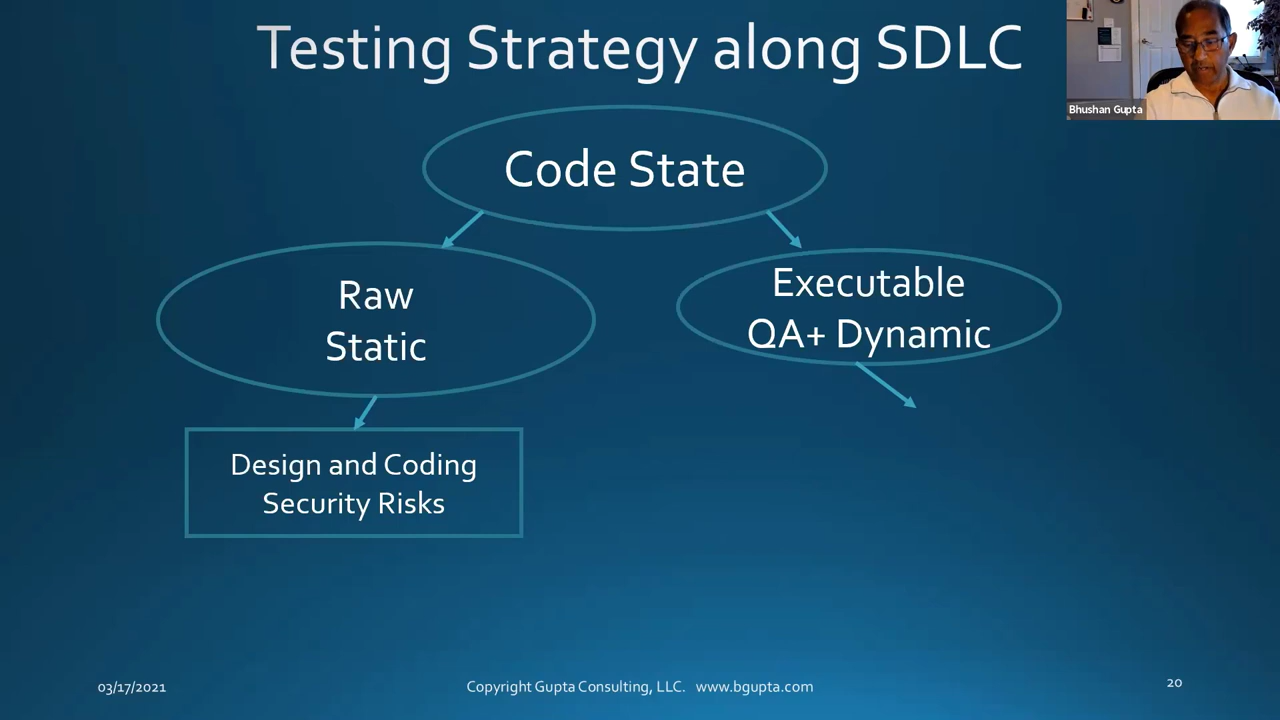 Testing Strategy along SDLC
Bhushan Gupta
Code State
Raw
Static
Executable
QA+ Dynamic
Design and Coding
Security Risks
03/17/2021
Copyright Gupta Consulting, LLC. www.bgupta.com
20